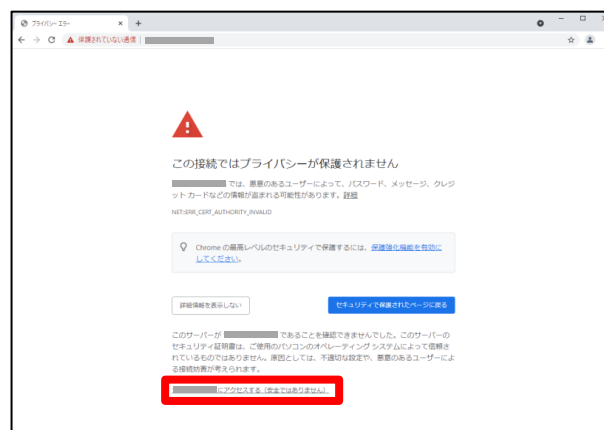 プライバシー エラー
保護されていない通信
この接続ではプライバシーが保護されません
では、悪意のあるユーザーによって、パスワード、メッセージ、クレジ
ット カードなどの情報が盗まれる可能性があります。詳細
NET::ERR_CERT_AUTHORITY_INVALID
Chrome の最高レベルのセキュリティで保護するには、保護強化機能を有効に
してください。
詳細情報を表示しない
セキュリティで保護されたページに戻る
このサーバーが であることを確認できませんでした。このサーバーの
セキュリティ証明書は、ご使用のパソコンのオペレーティング システムによって信頼さ
れているものではありません。原因としては、不適切な設定や、悪意のあるユーザーによ
る接続妨害が考えられます。
にアクセスする（安全ではありません）